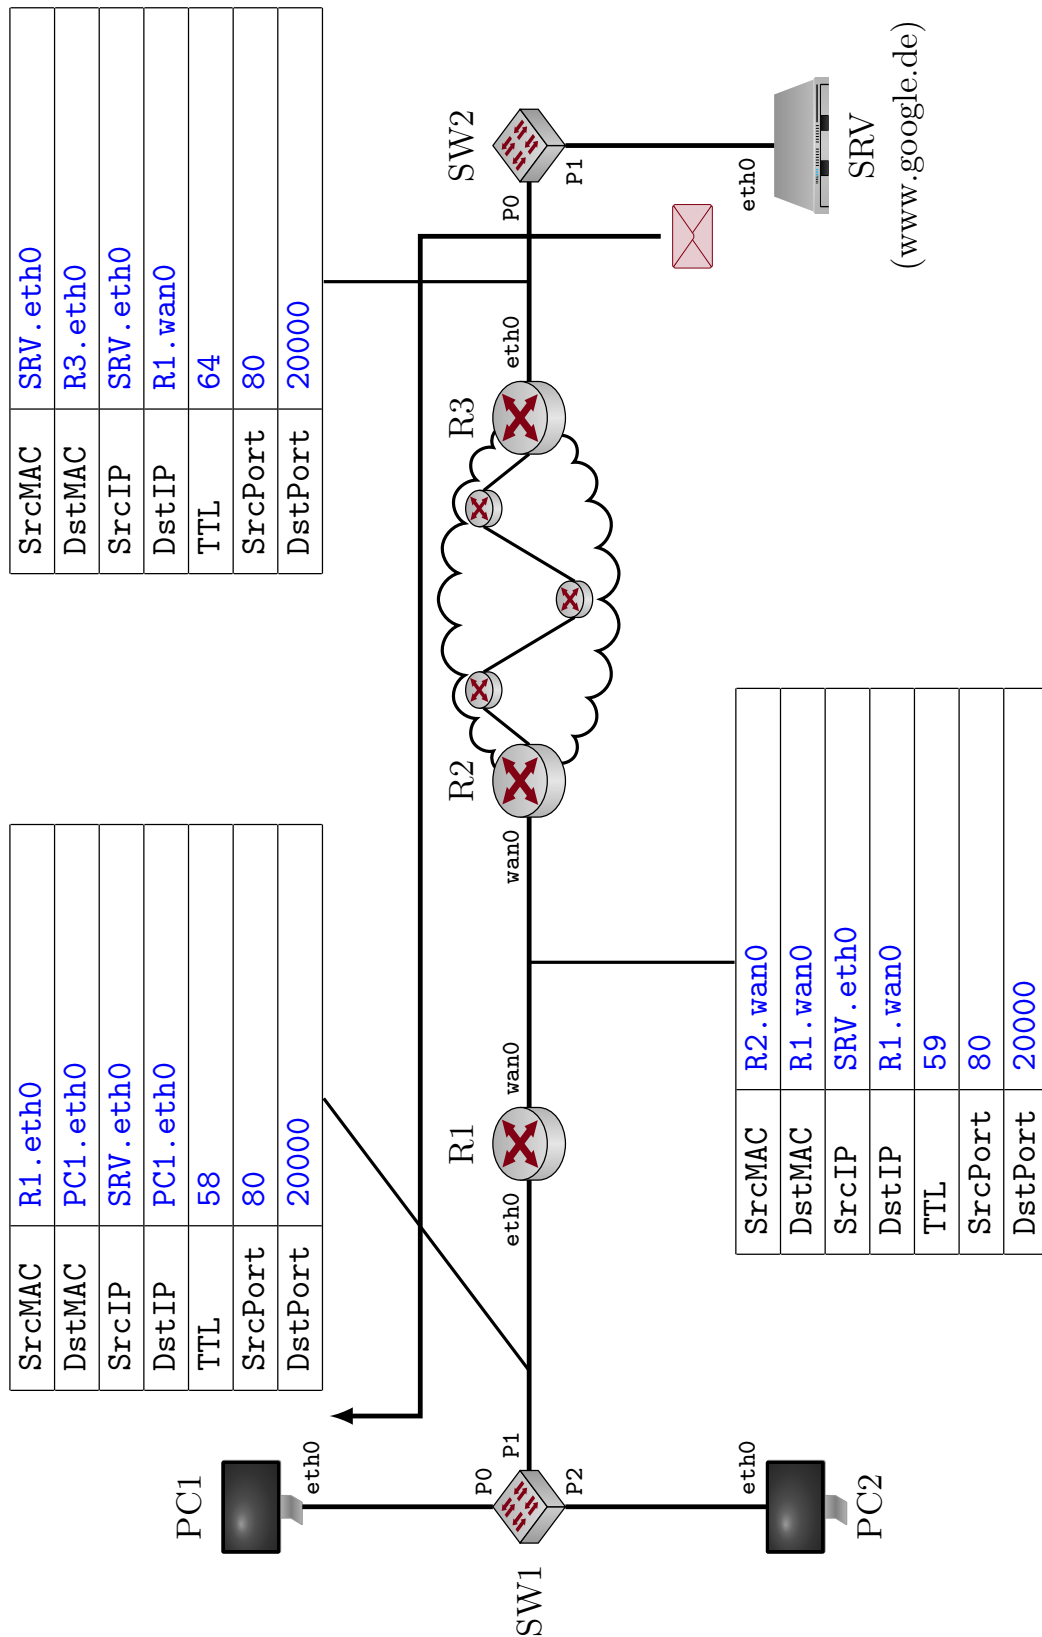 SrcMAC R1.eth0
DstMAC PC1.eth0
SrcIP SRV.eth0
DstIP PC1.eth0
TTL 58
SrcPort 80
DstPort 20000
SrcMAC SRV.eth0
DstMAC R3.eth0
SrcIP SRV.eth0
DstIP R1.wan0
TTL 64
SrcPort 80
DstPort 20000
PC1
eth0
P0
SW1
P1
P2
eth0
PC2
eth0
R1
wan0
wan0
R2
R3
eth0
P0
SW2
P1
eth0
SRV
(www.google.de)
SrcMAC R2.wan0
DstMAC R1.wan0
SrcIP SRV.eth0
DstIP R1.wan0
TTL 59
SrcPort 80
DstPort 20000